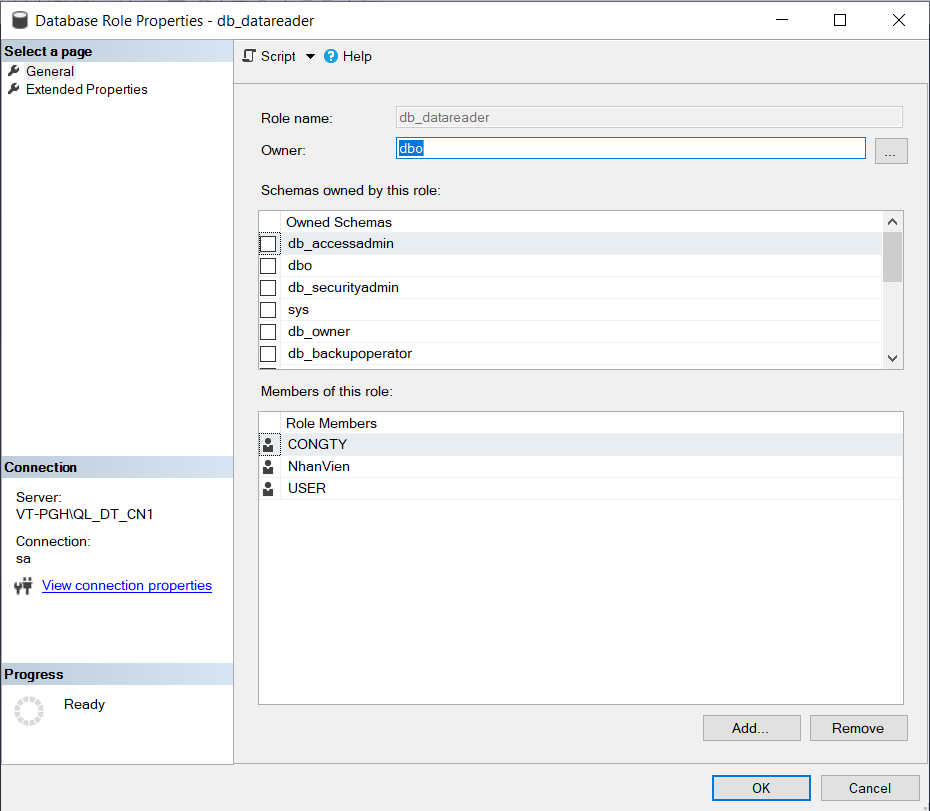 Database Role Properties - db_datareader
Select a page
General
Extended Properties
Script
Help
Role name:
db_datareader
Owner:
dbo
...
Schemas owned by this role:
Owned Schemas
db_accessadmin
dbo
db_securityadmin
sys
db_owner
db_backupoperator
Members of this role:
Role Members
CONGTY
NhanVien
USER
Connection
Server:
VT-PGH\QL_DT_CN1
Connection:
sa
View connection properties
Progress
Ready
Add...
Remove
OK
Cancel